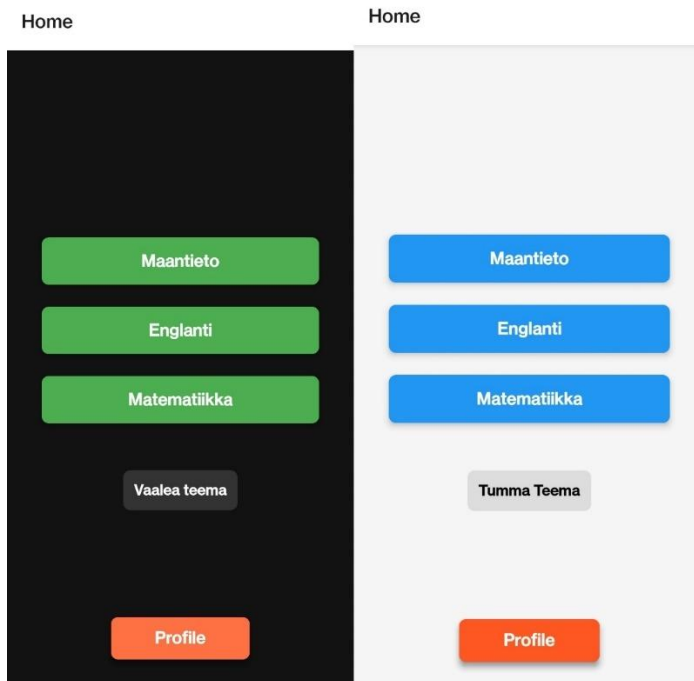 Home
Maantieto
Englanti
Matematiikka
Vaalea teema
Profile
Home
Maantieto
Englanti
Matematiikka
Tumma Teema
Profile